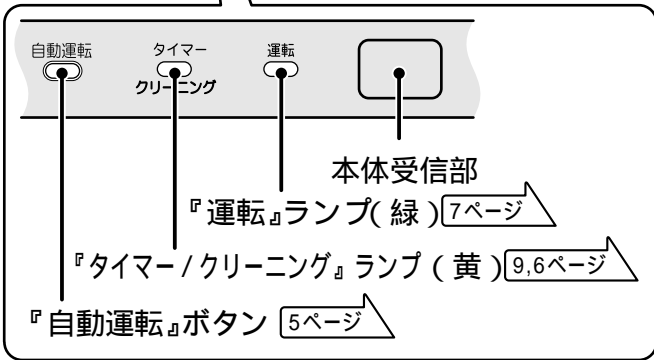 自動運転 タイマー 運転
クリーニング
本体受信部
『運転』ランプ(緑) 7ページ
『タイマー/クリーニング』ランプ(黄) 9,6ページ
『自動運転』ボタン 5ページ